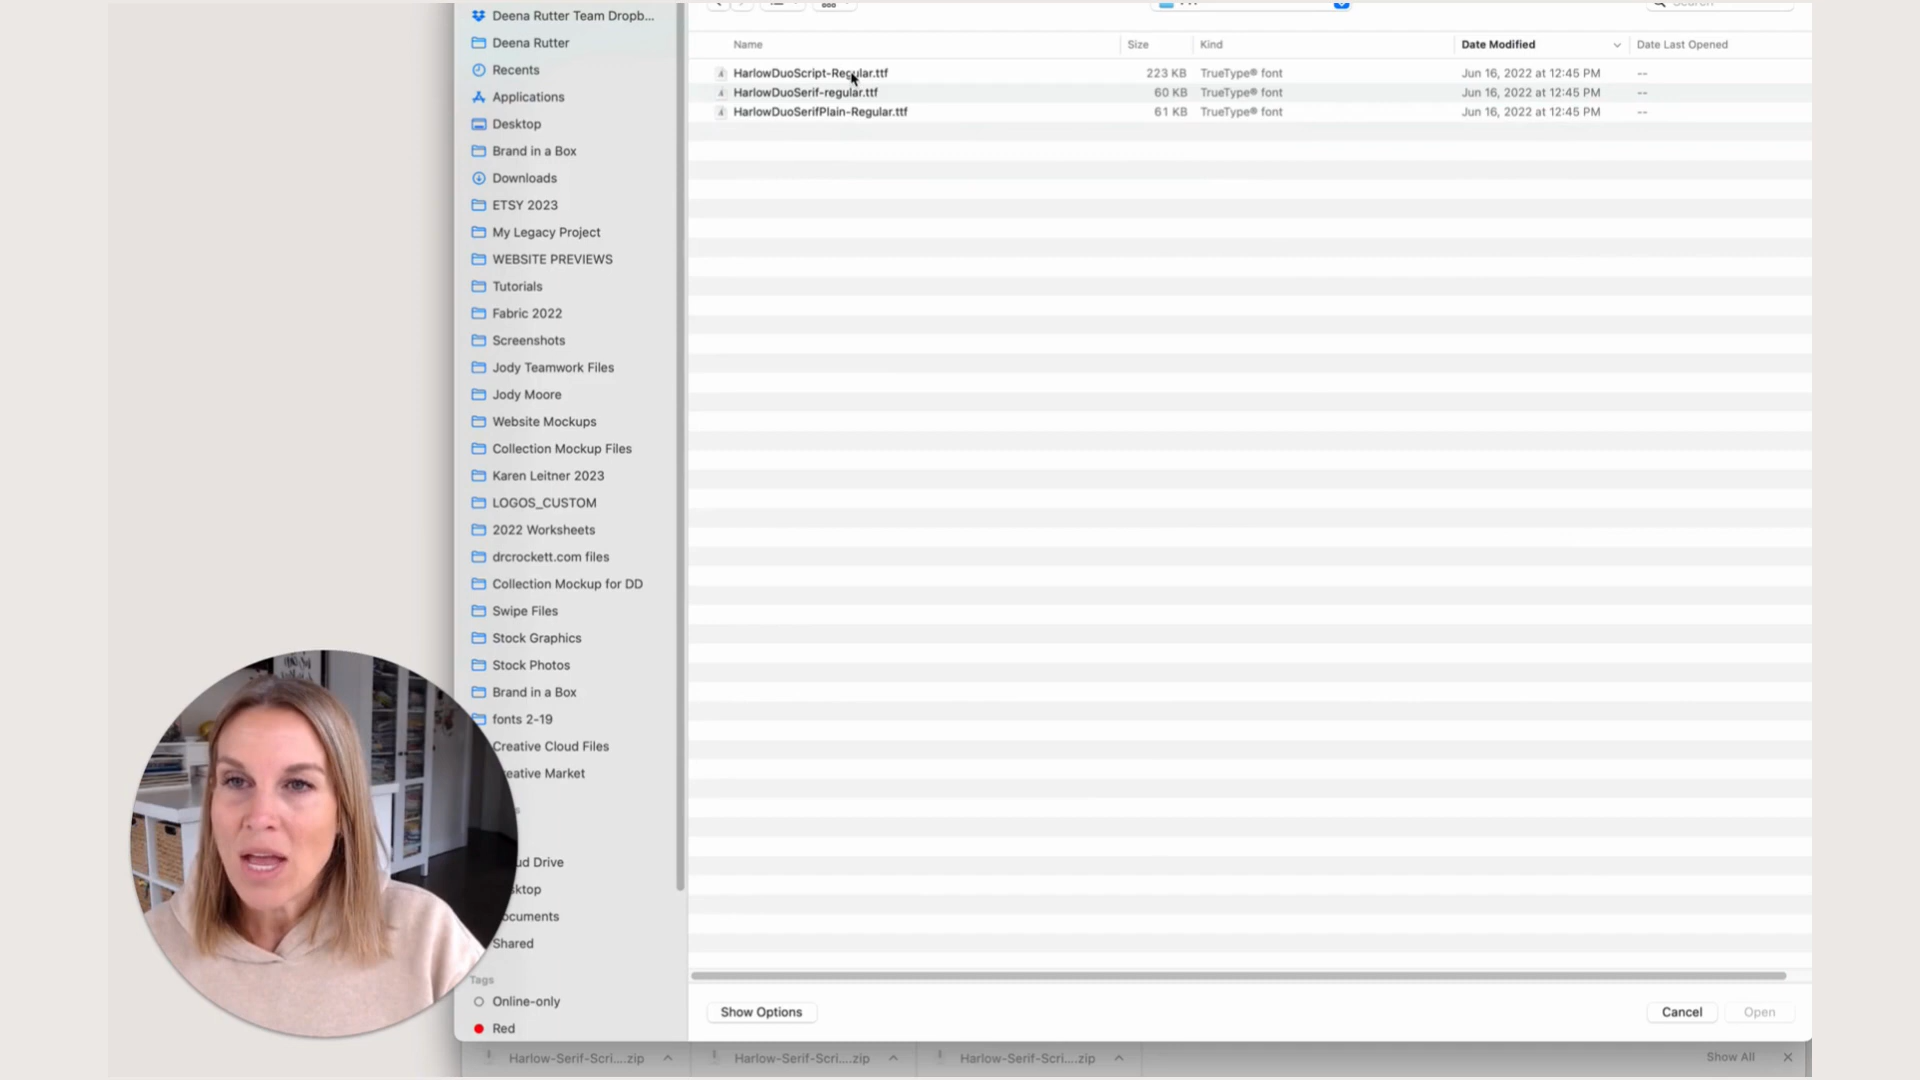 Deena Rutter Team Dropb...
Deena Rutter
Recents
Applications
Desktop
Brand in a Box
Downloads
ETSY 2023
My Legacy Project
WEBSITE PREVIEWS
Tutorials
Fabric 2022
Screenshots
Jody Teamwork Files
Jody Moore
Website Mockups
Collection Mockup Files
Karen Leitner 2023
LOGOS_CUSTOM
2022 Worksheets
drcrockett.com files
Collection Mockup for DD
Swipe Files
Stock Graphics
Stock Photos
Brand in a Box
fonts 2-19
Creative Cloud Files
eative Market
ud Drive
sktop
ocuments
Shared
Tags
Online-only
Red
Search
Name Size Kind Date Modified Date Last Opened
HarlowDuoScript-Regular.ttf 223 KB TrueType® font Jun 16, 2022 at 12:45 PM --
HarlowDuoSerif-regular.ttf 60 KB TrueType® font Jun 16, 2022 at 12:45 PM --
HarlowDuoSerifPlain-Regular.ttf 61 KB TrueType® font Jun 16, 2022 at 12:45 PM --
Show Options Cancel Open
Harlow-Serif-Scri....zip Harlow-Serif-Scri....zip Harlow-Serif-Scri....zip Show All